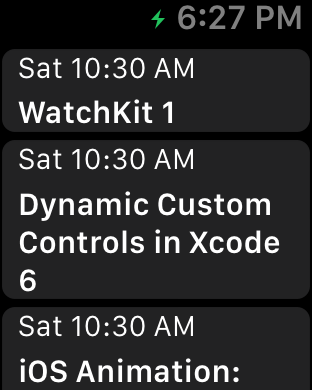 6:27 PM
Sat 10:30 AM
WatchKit 1
Sat 10:30 AM
Dynamic Custom
Controls in Xcode
6
Sat 10:30 AM
iOS Animation: